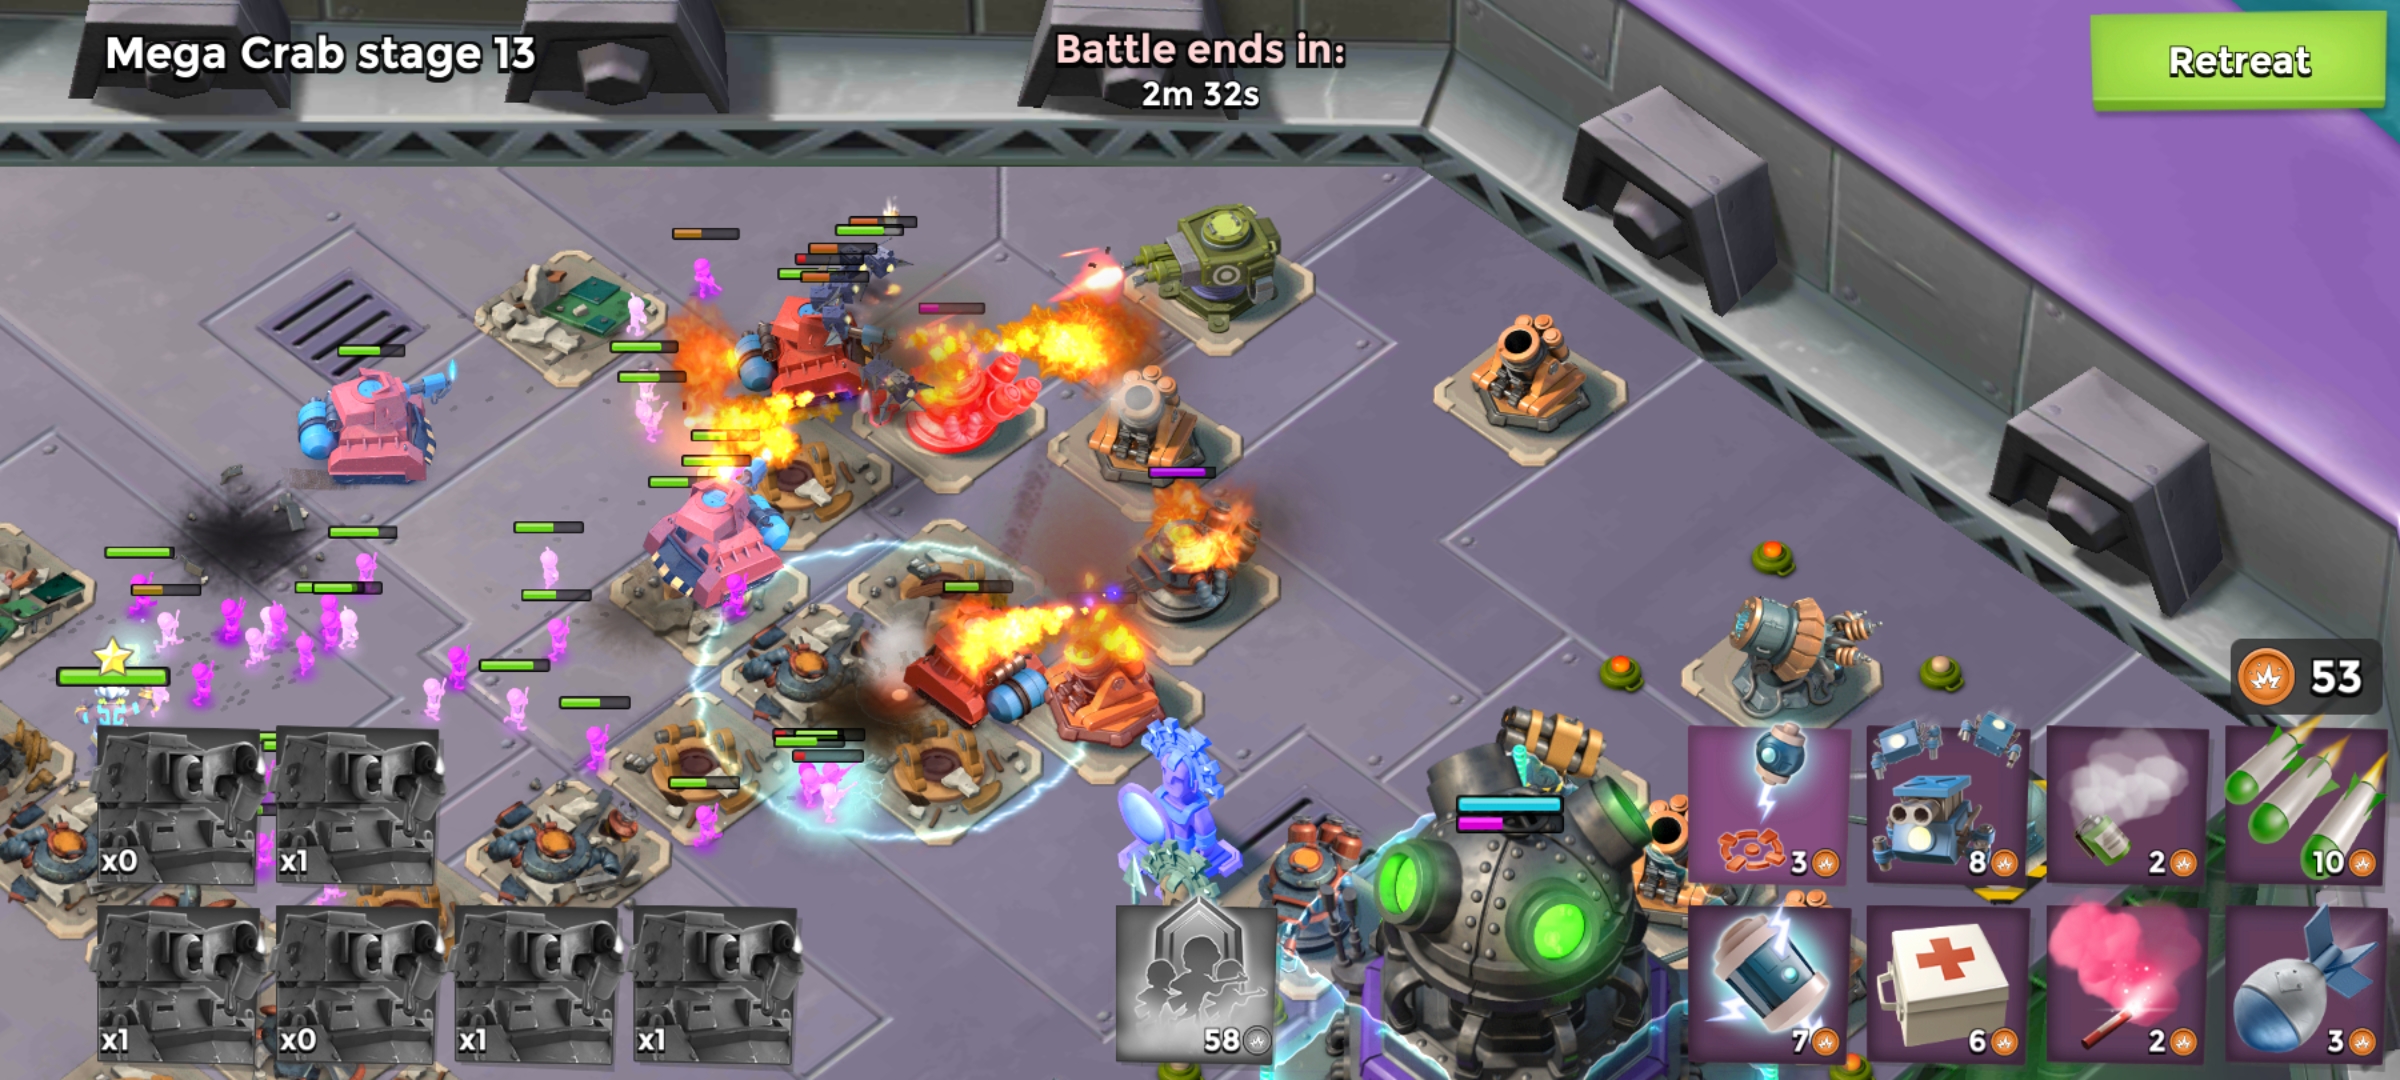 Mega Crab stage 13
Battle ends in:
2m 32s
Retreat
53
x0
x1
3
8
2
10
x1
x0
x1
x1
58
7
6
2
3